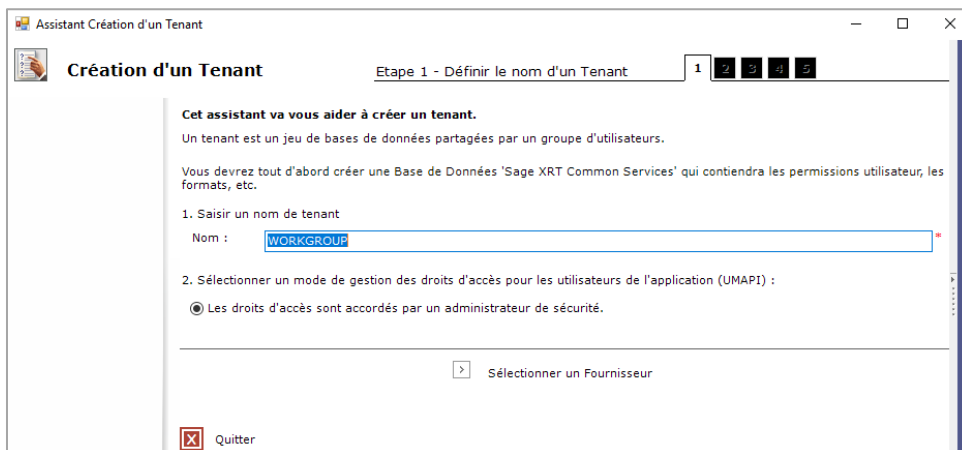 Assistant Création d'un Tenant
Création d'un Tenant
Etape 1 - Définir le nom d'un Tenant
1 2 3 4 5
Cet assistant va vous aider à créer un tenant.
Un tenant est un jeu de bases de données partagées par un groupe d'utilisateurs.
Vous devrez tout d'abord créer une Base de Données 'Sage XRT Common Services' qui contiendra les permissions utilisateur, les
formats, etc.
1. Saisir un nom de tenant
Nom : WORKGROUP *
2. Sélectionner un mode de gestion des droits d'accès pour les utilisateurs de l'application (UMAPI) :
Les droits d'accès sont accordés par un administrateur de sécurité.
Sélectionner un Fournisseur
Quitter